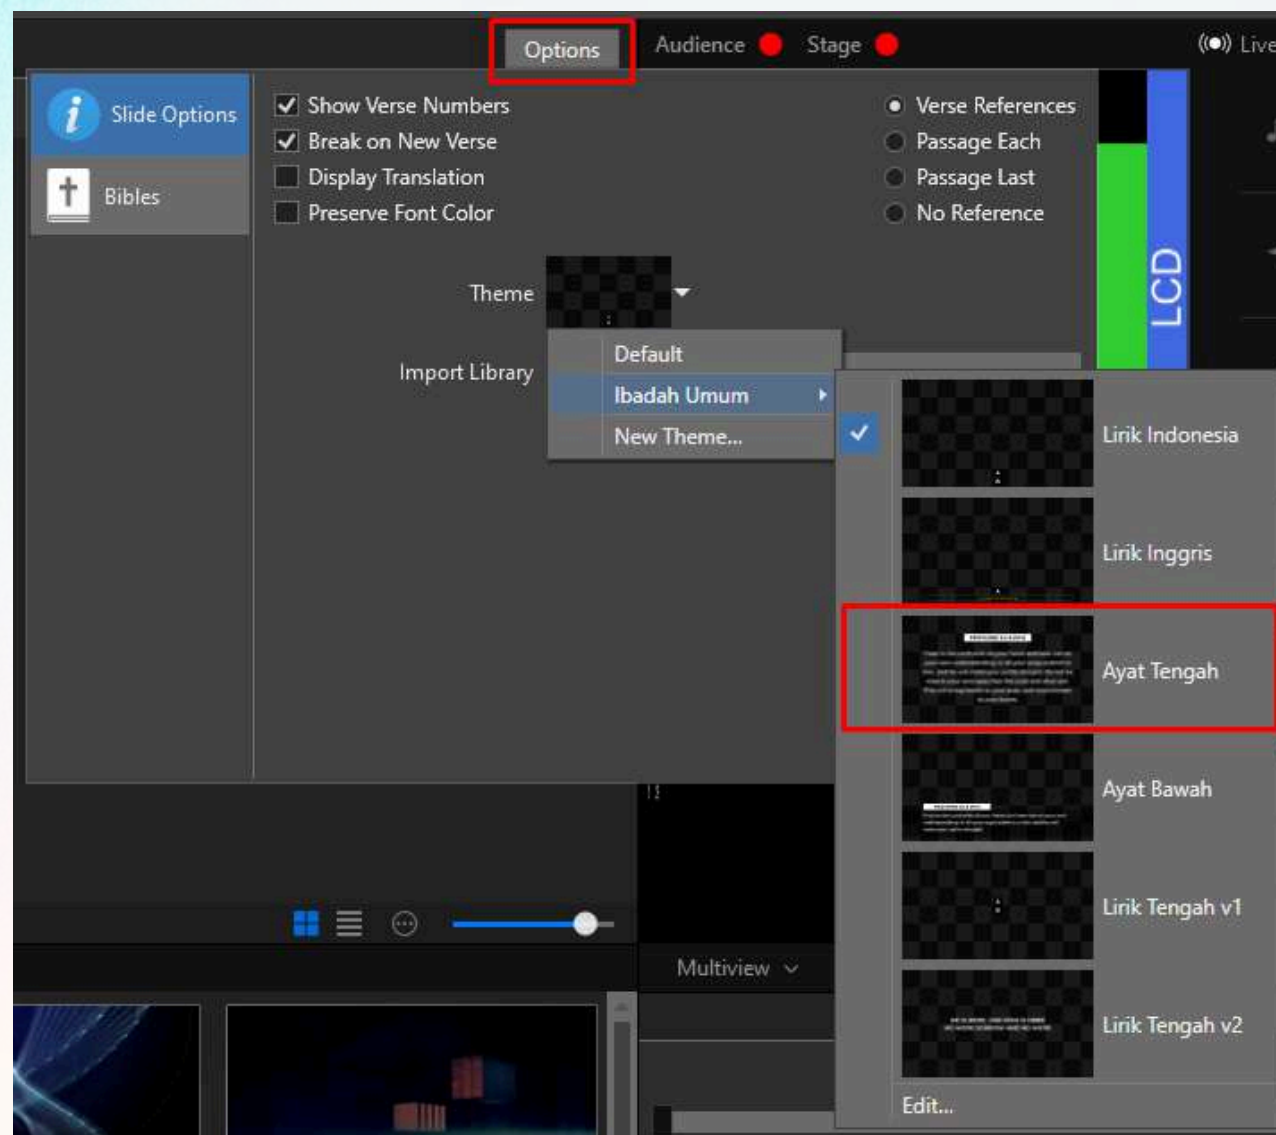 Options
Audience
Stage
Live
Slide Options
Bibles
Show Verse Numbers
Break on New Verse
Display Translation
Preserve Font Color
Verse References
Passage Each
Passage Last
No Reference
Theme
Import Library
Default
Ibadah Umum
New Theme...
LCD
Lirik Indonesia
Lirik Inggris
Ayat Tengah
Ayat Bawah
Lirik Tengah v1
Lirik Tengah v2
Edit...
Multiview